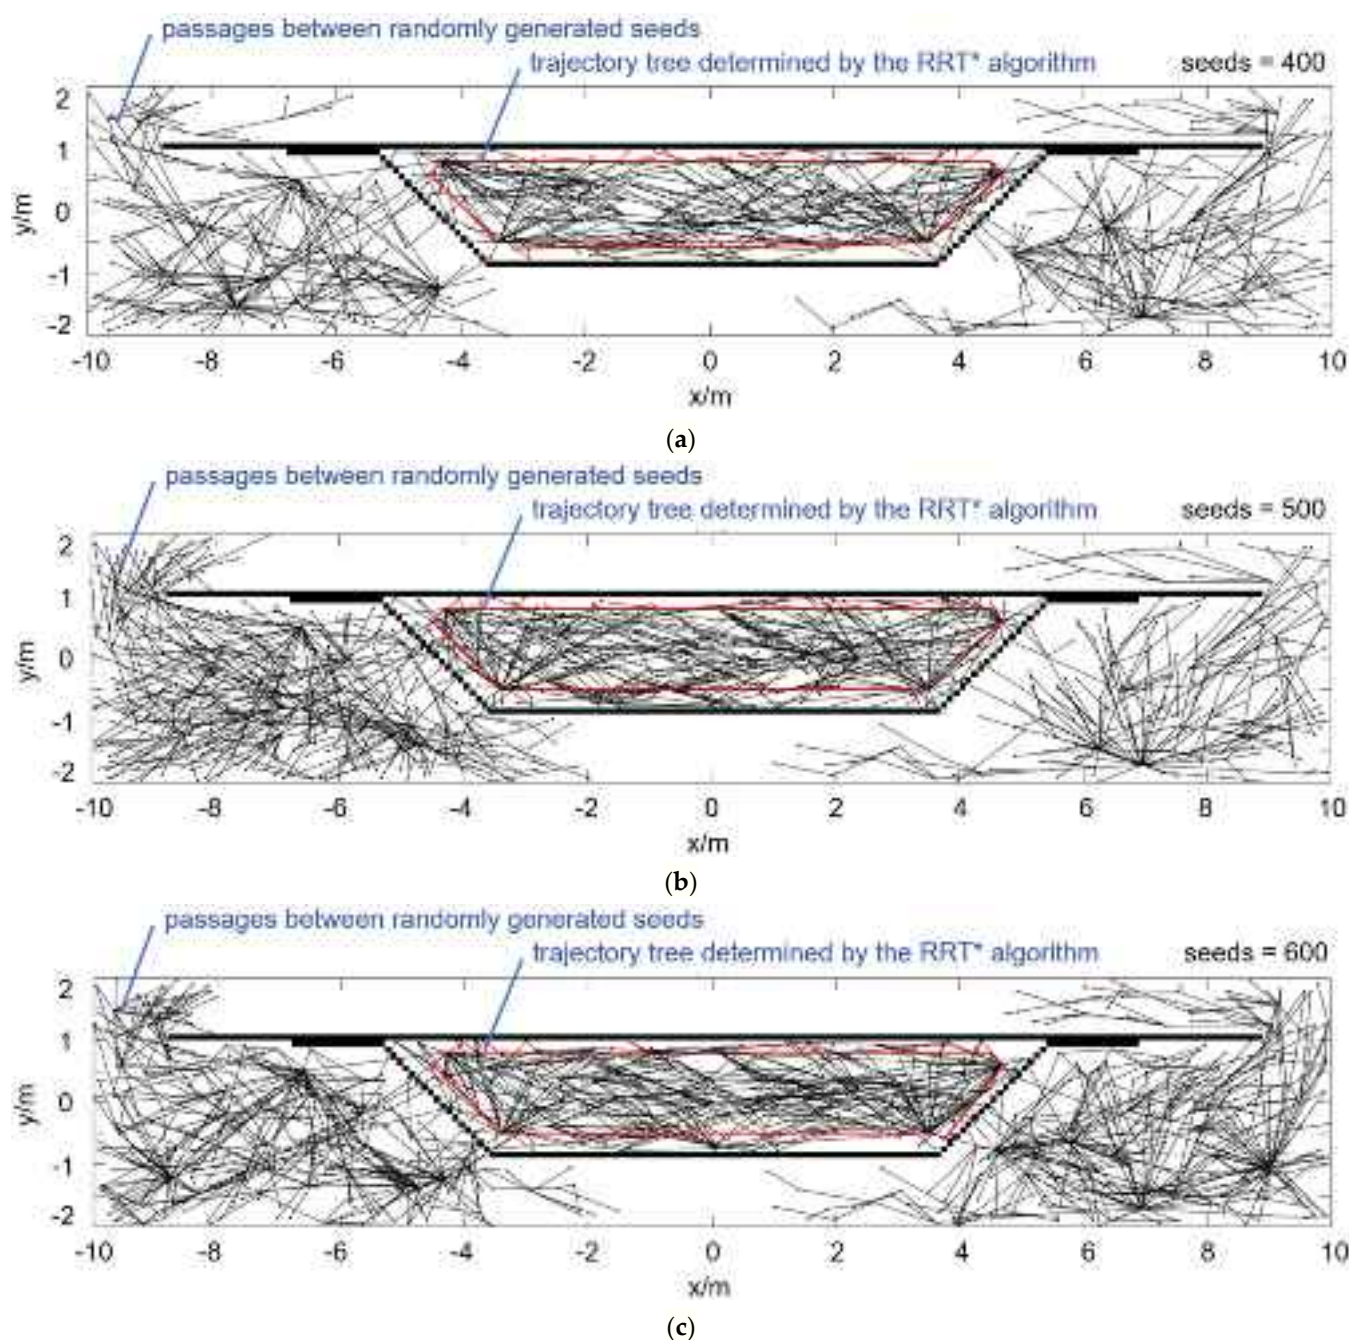 passages between randomly generated seeds
trajectory tree determined by the RRT* algorithm
seeds = 400
2
1
0
-1
-2
y/m
-10 -8 -6 -4 -2 0 2 4 6 8 10
x/m
(a)
passages between randomly generated seeds
trajectory tree determined by the RRT* algorithm
seeds = 500
2
1
0
-1
-2
y/m
-10 -8 -6 -4 -2 0 2 4 6 8 10
x/m
(b)
passages between randomly generated seeds
trajectory tree determined by the RRT* algorithm
seeds = 600
2
1
0
-1
-2
y/m
-10 -8 -6 -4 -2 0 2 4 6 8 10
x/m
(c)